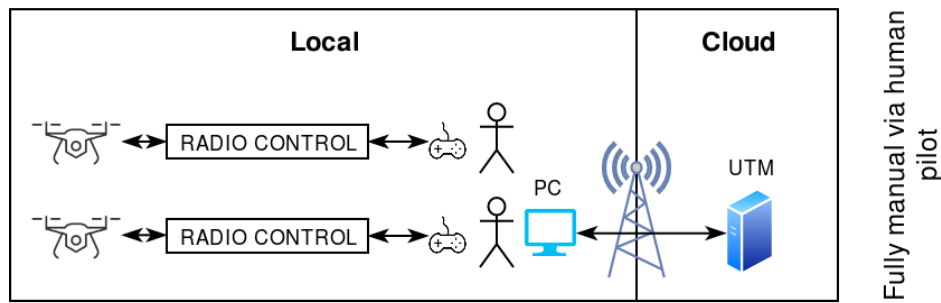 Local
Cloud
RADIO CONTROL
PC
UTM
RADIO CONTROL
Fully manual via human
pilot